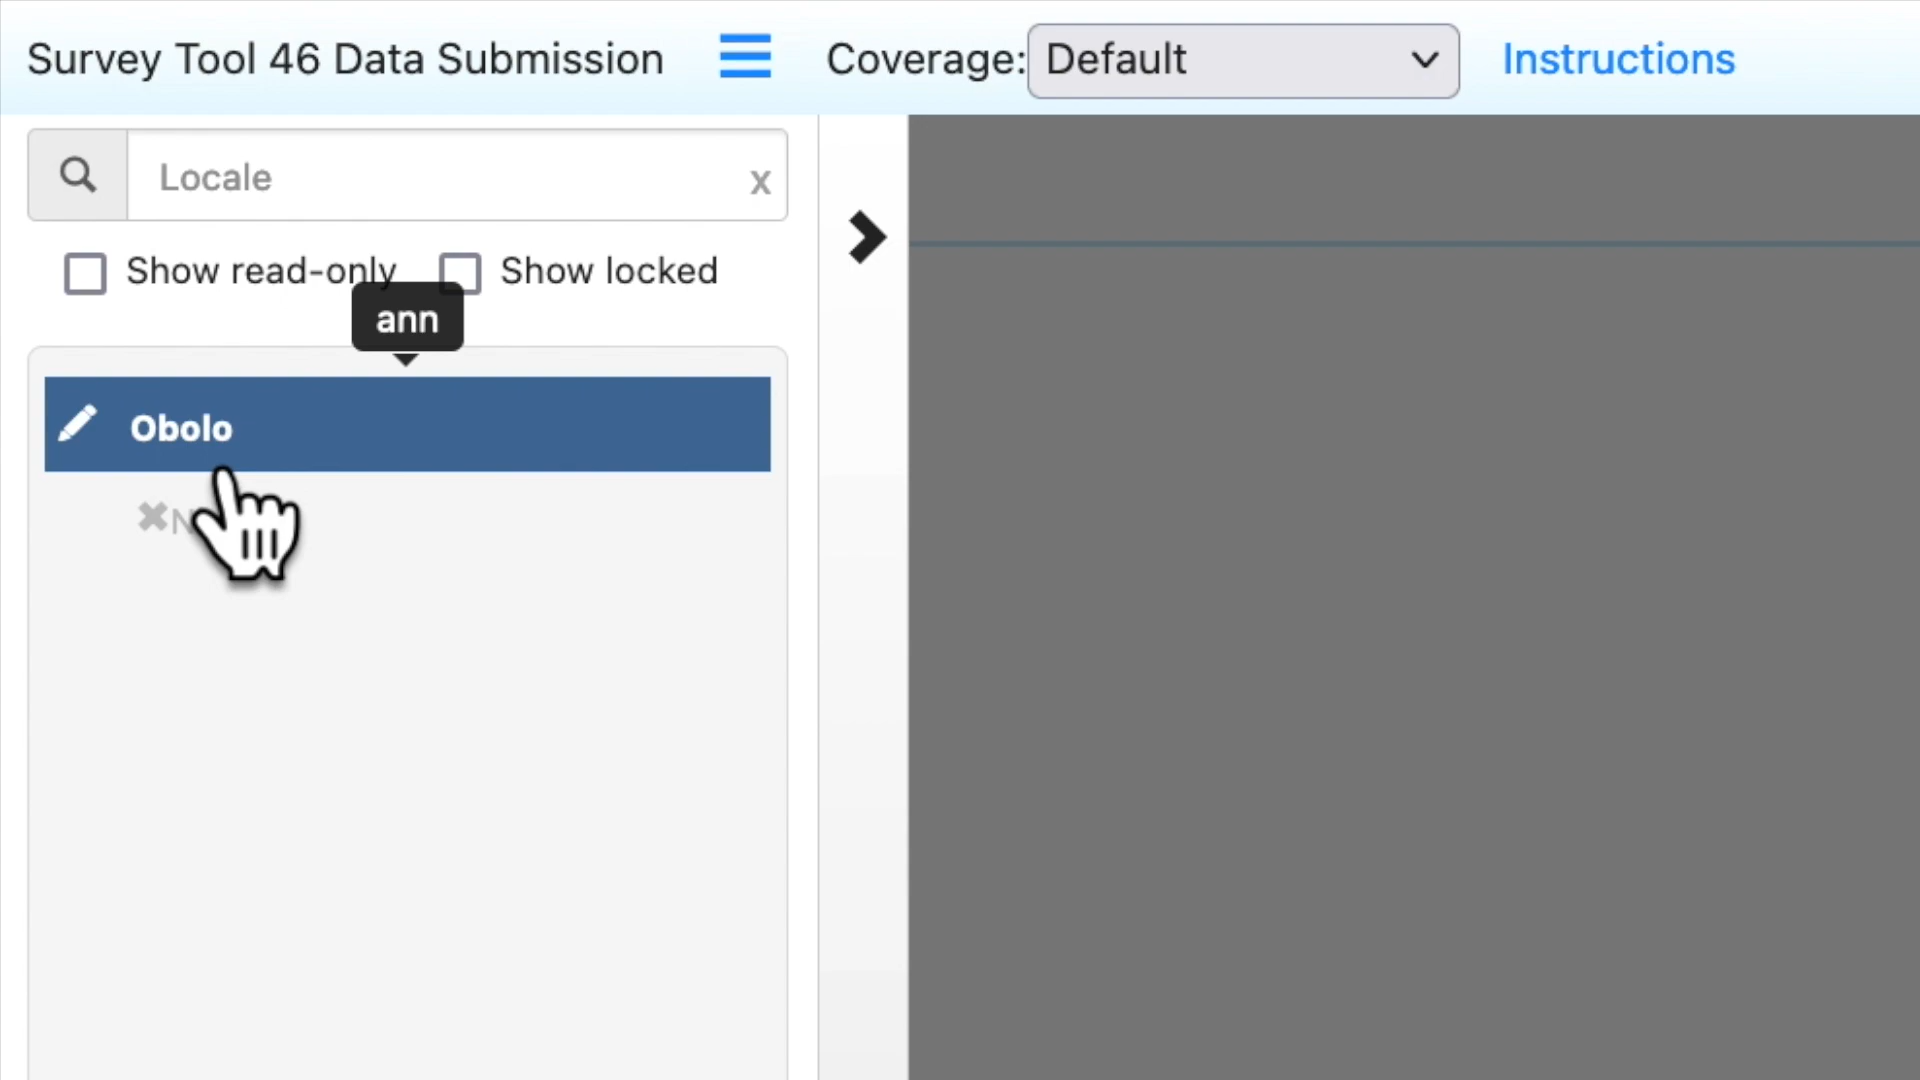 Survey Tool 46 Data Submission
Coverage: Default
Instructions
Locale
x
Show read-only
Show locked
ann
Obolo